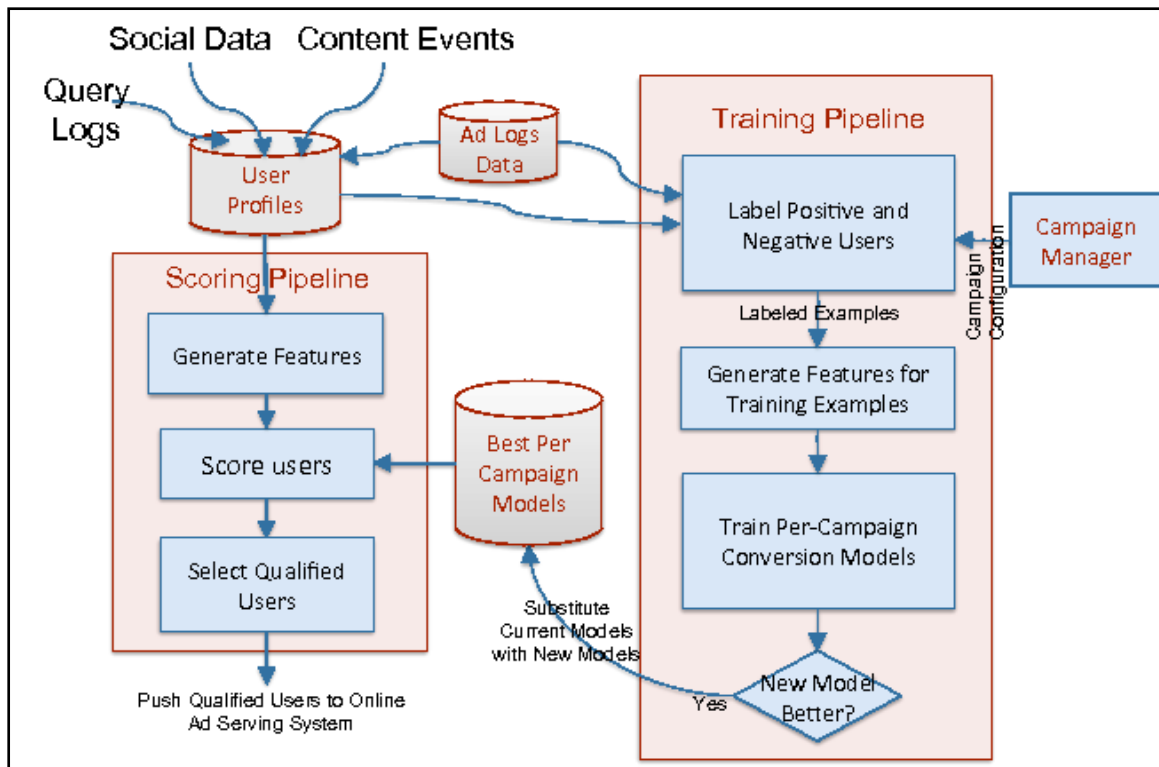 Social Data
Content Events
Query
Logs
User
Profiles
Ad Logs
Data
Training Pipeline
Label Positive and
Negative Users
Campaign
Manager
Campaign
Configuration
Scoring Pipeline
Labeled Examples
Generate Features
Generate Features for
Training Examples
Score users
Best Per
Campaign
Models
Train Per-Campaign
Conversion Models
Select Qualified
Users
Substitute
Current Models
with New Models
New Model
Better?
Yes
Push Qualified Users to Online
Ad Serving System